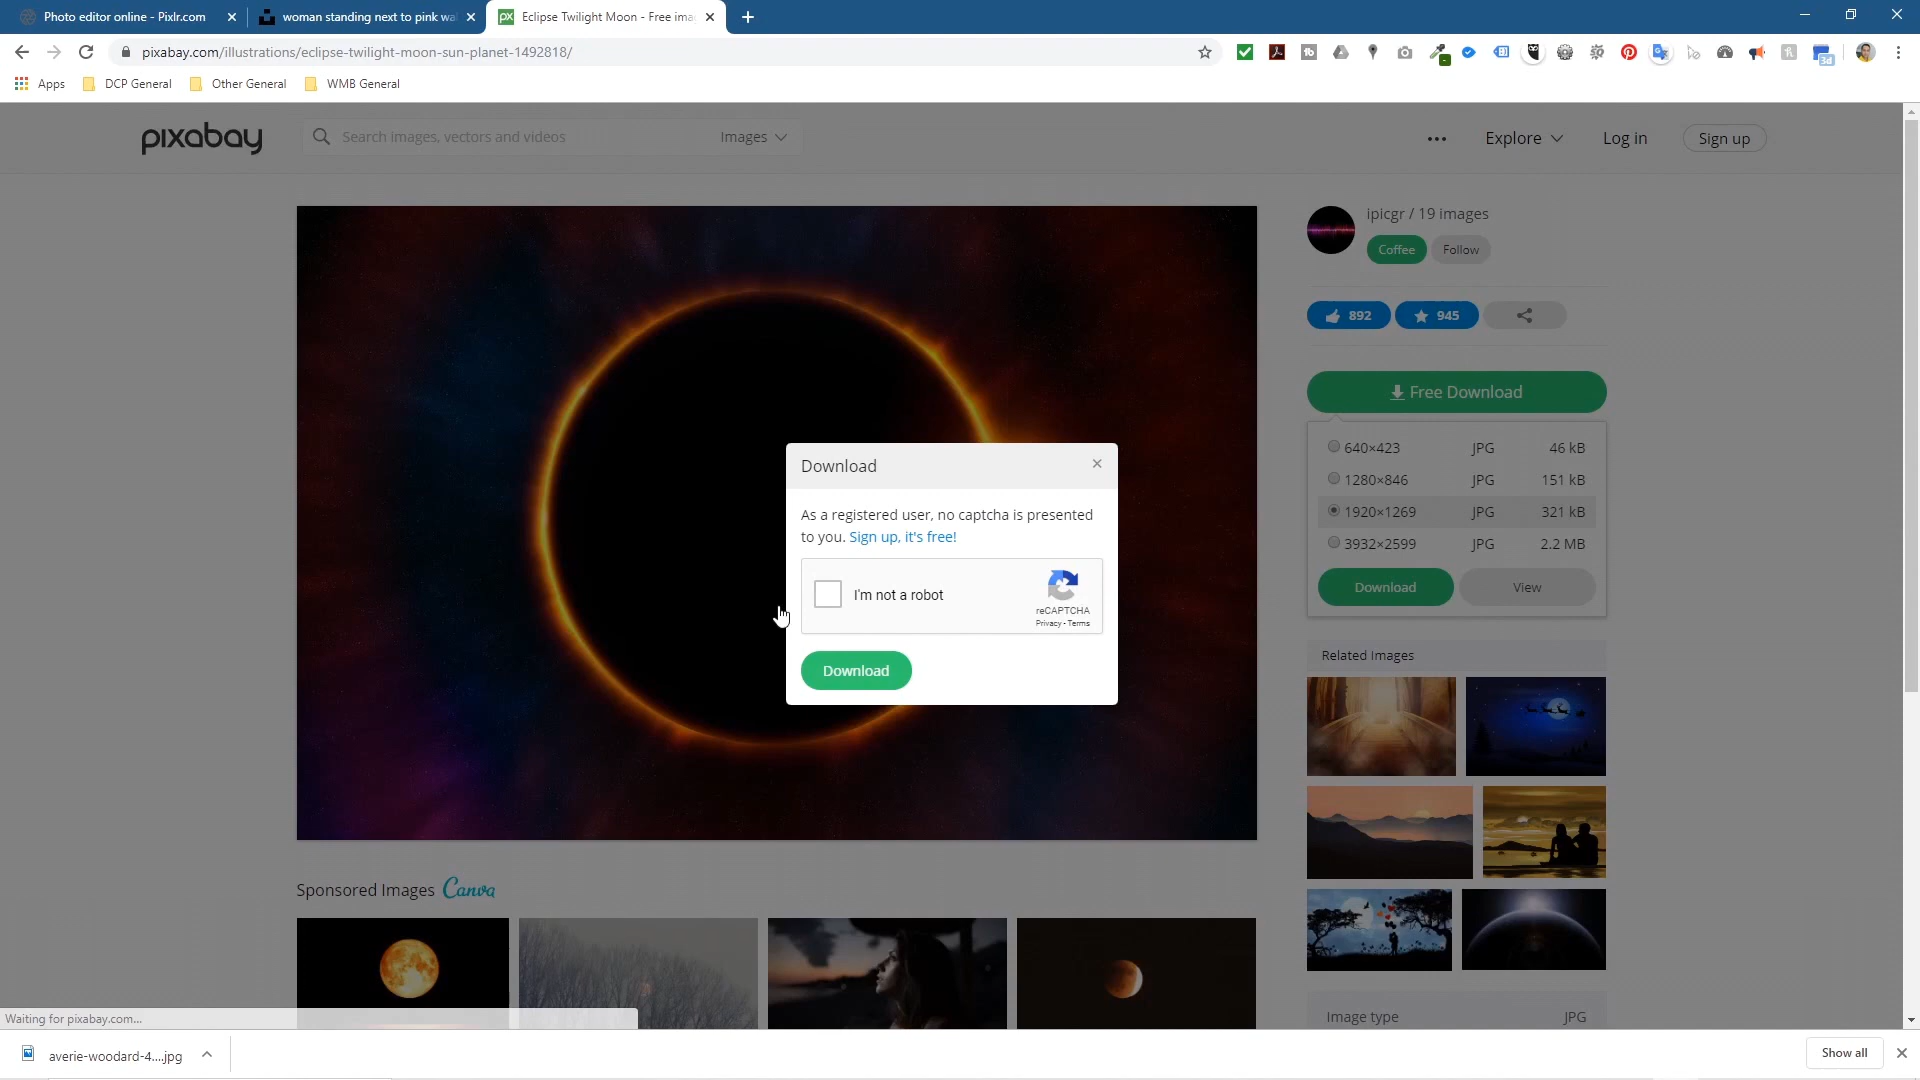 Photo editor online - Pixlr.com
woman standing next to pink wa
Eclipse Twilight Moon - Free ima
pixabay.com/illustrations/eclipse-twilight-moon-sun-planet-1492818/
Apps
DCP General
Other General
WMB General
pixabay
Search images, vectors and videos
Images
Explore
Log in
Sign up
ipicgr / 19 images
Coffee
Follow
892
945
Free Download
640×423 JPG 46 kB
1280×846 JPG 151 kB
1920×1269 JPG 321 kB
3932×2599 JPG 2.2 MB
Download
View
Download
As a registered user, no captcha is presented
to you. Sign up, it's free!
I'm not a robot
reCAPTCHA
Privacy - Terms
Download
Related Images
Sponsored Images Canva
Image type JPG
Waiting for pixabay.com...
averie-woodard-4....jpg
Show all